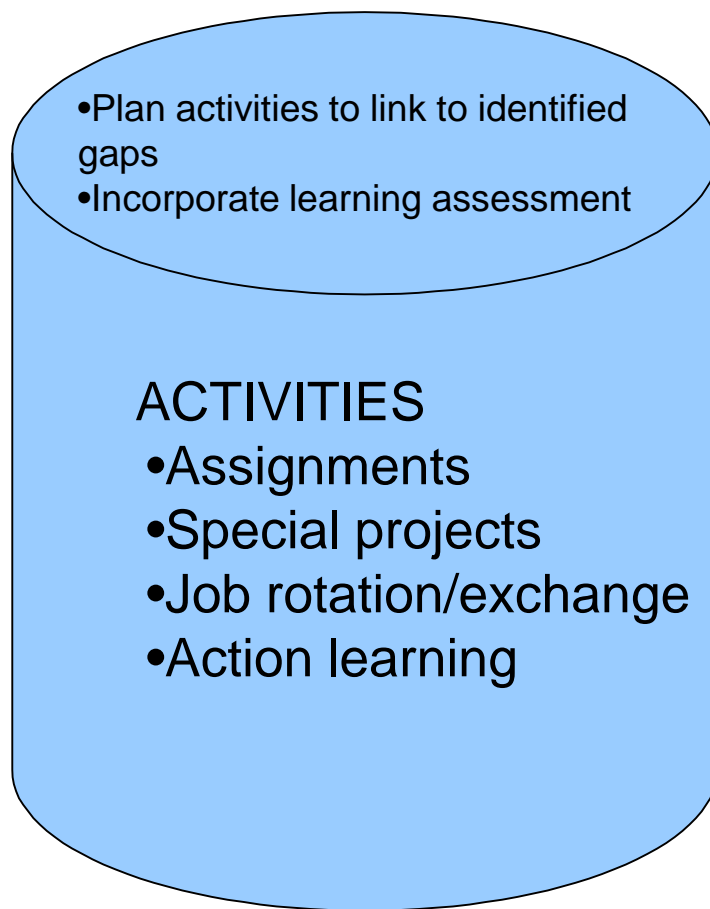 •Plan activities to link to identified
gaps
•Incorporate learning assessment
ACTIVITIES
•Assignments
•Special projects
•Job rotation/exchange
•Action learning